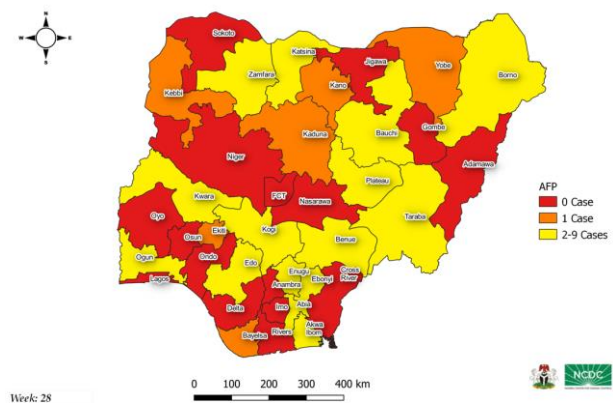 N
W E
S
Sokoto
Katsina
Jigawa
Yobe
Borno
Zamfara
Kebbi
Kano
Gombe
Kaduna
Bauchi
Adamawa
Niger
Plateau
FCT
Nasarawa
Kwara
Taraba
Oyo
Kogi
Benue
Osun
Ekiti
Ondo
Ogun
Edo
Enugu
Ebonyi
Cross
River
Lagos
Anambra
Delta
Imo
Abia
Akwa
Ibom
Bayelsa
Rivers
AFP
0 Case
1 Case
2-9 Cases
Week: 28
0 100 200 300 400 km
NCDC